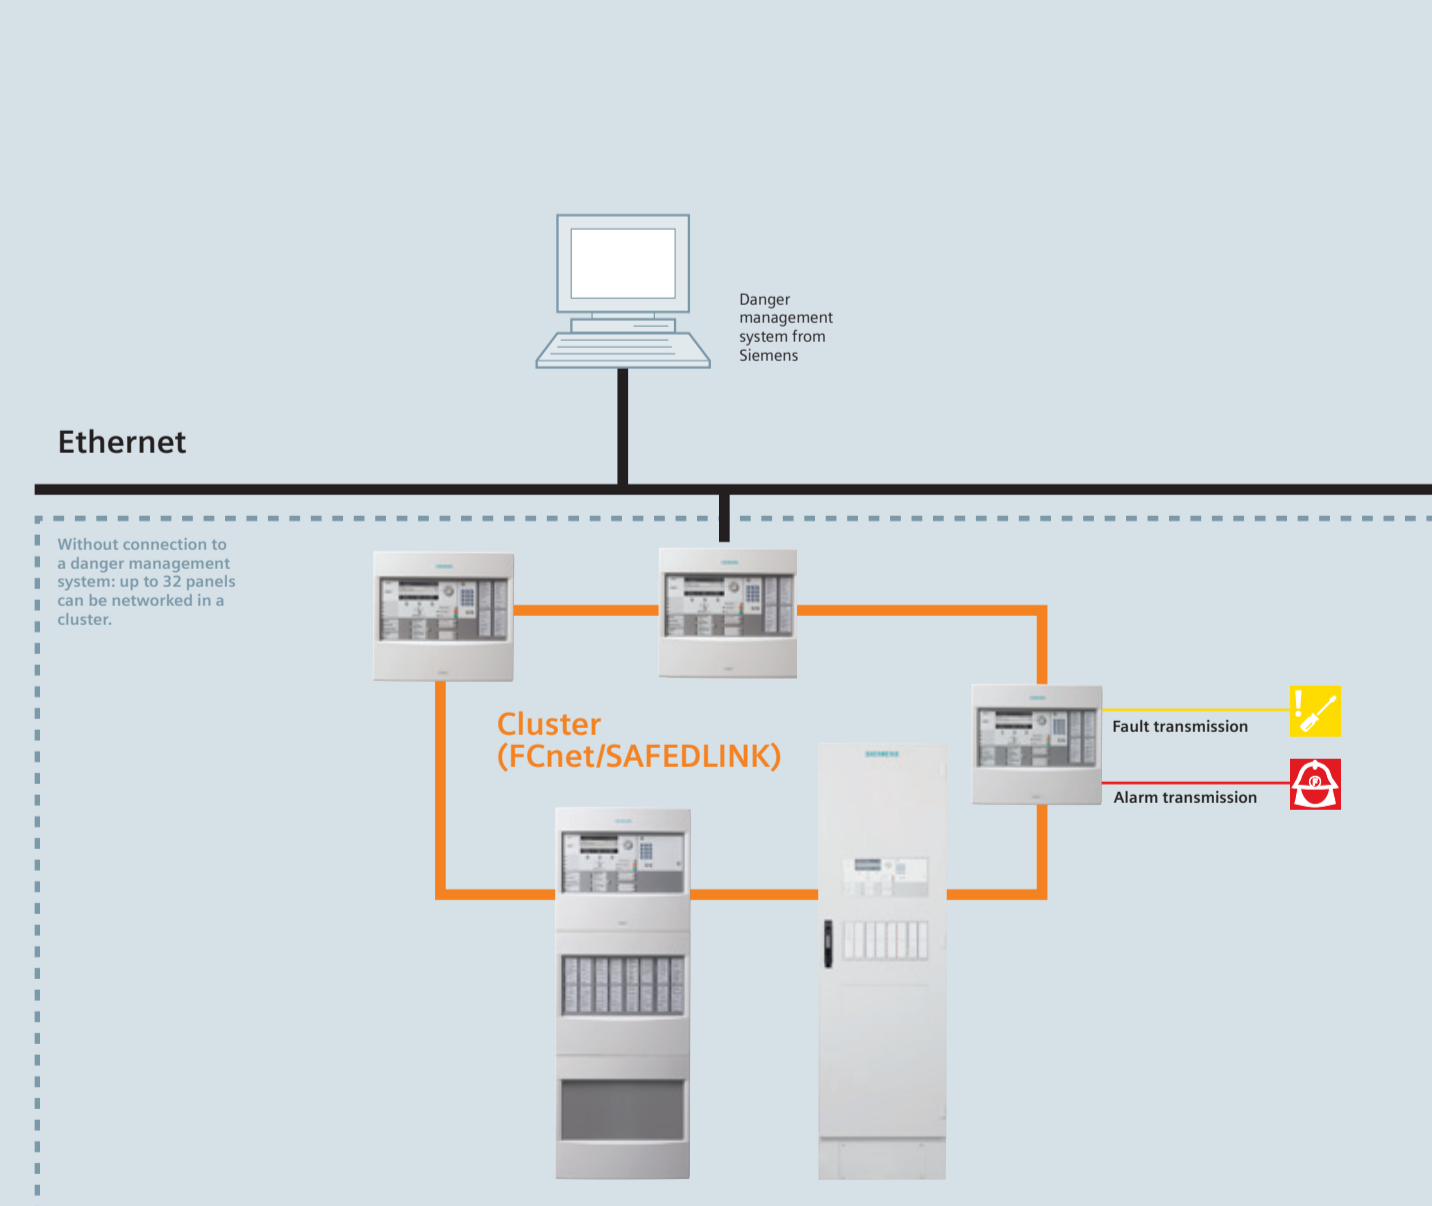 Danger
management
system from
Siemens
Ethernet
Without connection to
a danger management
system: up to 32 panels
can be networked in a
cluster.
Cluster
(FCnet/SAFEDLINK)
SIEMENS
Fault transmission
Alarm transmission